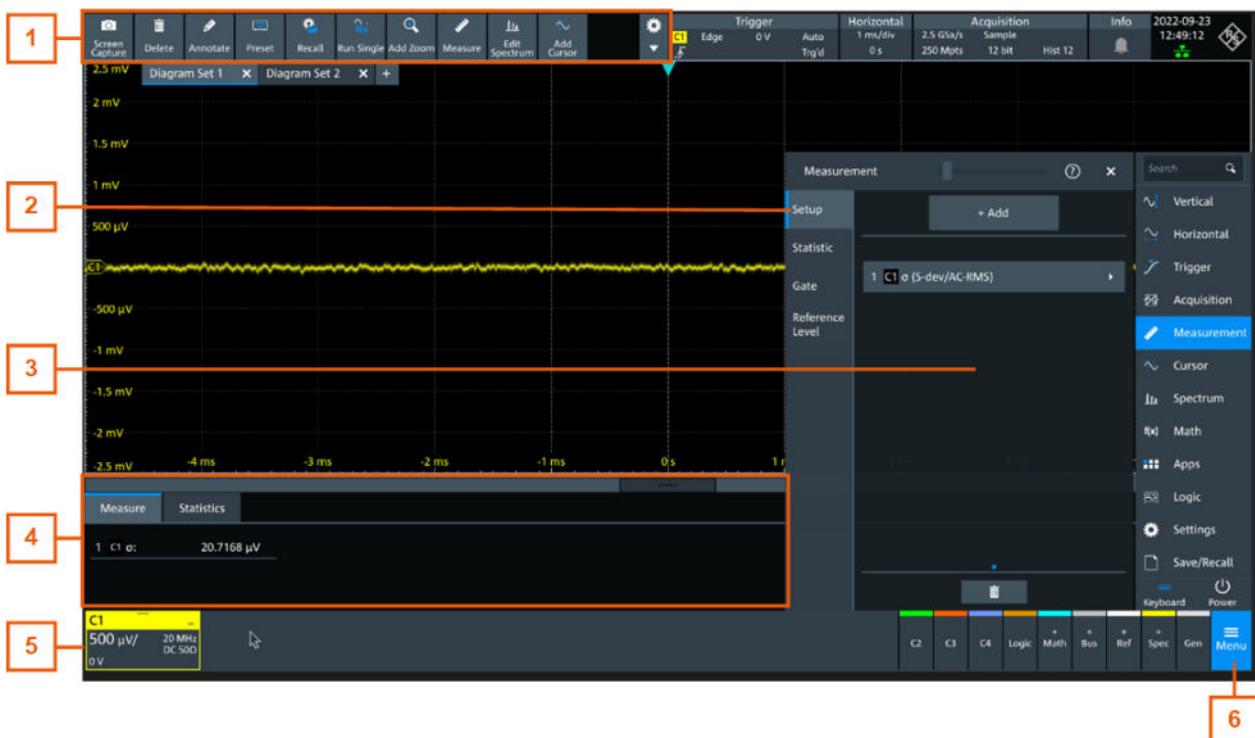 1
Screen Capture
Delete
Annotate
Preset
Recall
Run Single
Add Zoom
Measure
Edit Spectrum
Add Cursor
Trigger
C1 Edge 0 V Auto
Trig'd
Horizontal
1 ms/div
0 s
Acquisition
2.5 GSa/s Sample
250 Mpts 12 bit Hist 12
Info
2022-09-23
12:49:12
2.5 mV
Diagram Set 1 ×
Diagram Set 2 × +
2 mV
1.5 mV
1 mV
500 µV
C1
-500 µV
-1 mV
-1.5 mV
-2 mV
-2.5 mV
-4 ms
-3 ms
-2 ms
-1 ms
0 s
2
3
Measurement
Setup
Statistic
Gate
Reference
Level
+ Add
1 C1 σ (S-dev/AC-RMS)
Search
Vertical
Horizontal
Trigger
Acquisition
Measurement
Cursor
Spectrum
f(x) Math
Apps
Logic
Settings
Save/Recall
Keyboard
Power
4
Measure
Statistics
1 C1 σ: 20.7168 µV
5
C1
500 µV/ 20 MHz
DC 50Ω
0 V
C2
C3
C4
Logic
+ Math
+ Bus
+ Ref
+ Spec
Gen
Menu
6